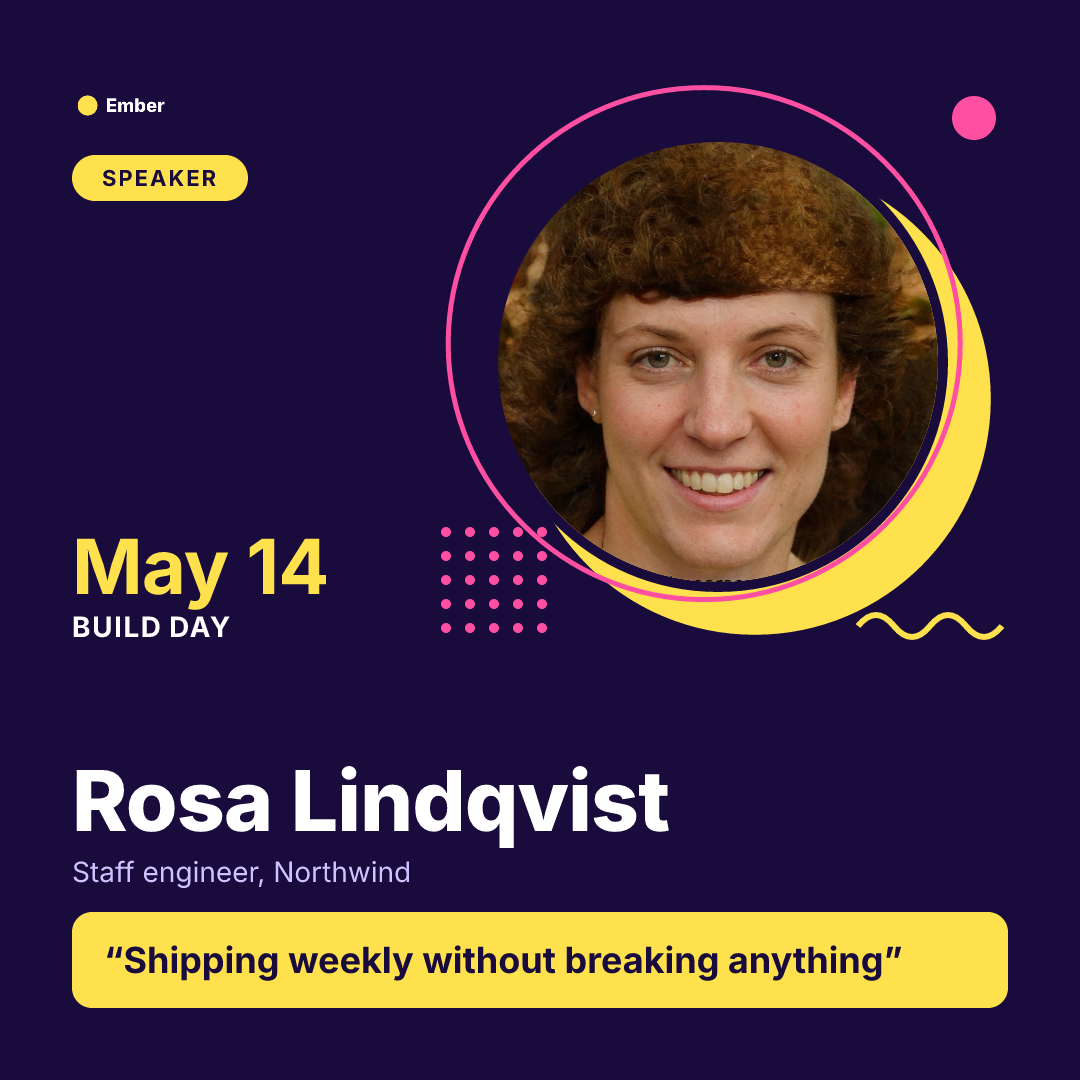 Ember
SPEAKER
May 14
BUILD DAY
Rosa Lindqvist
Staff engineer, Northwind
“Shipping weekly without breaking anything”